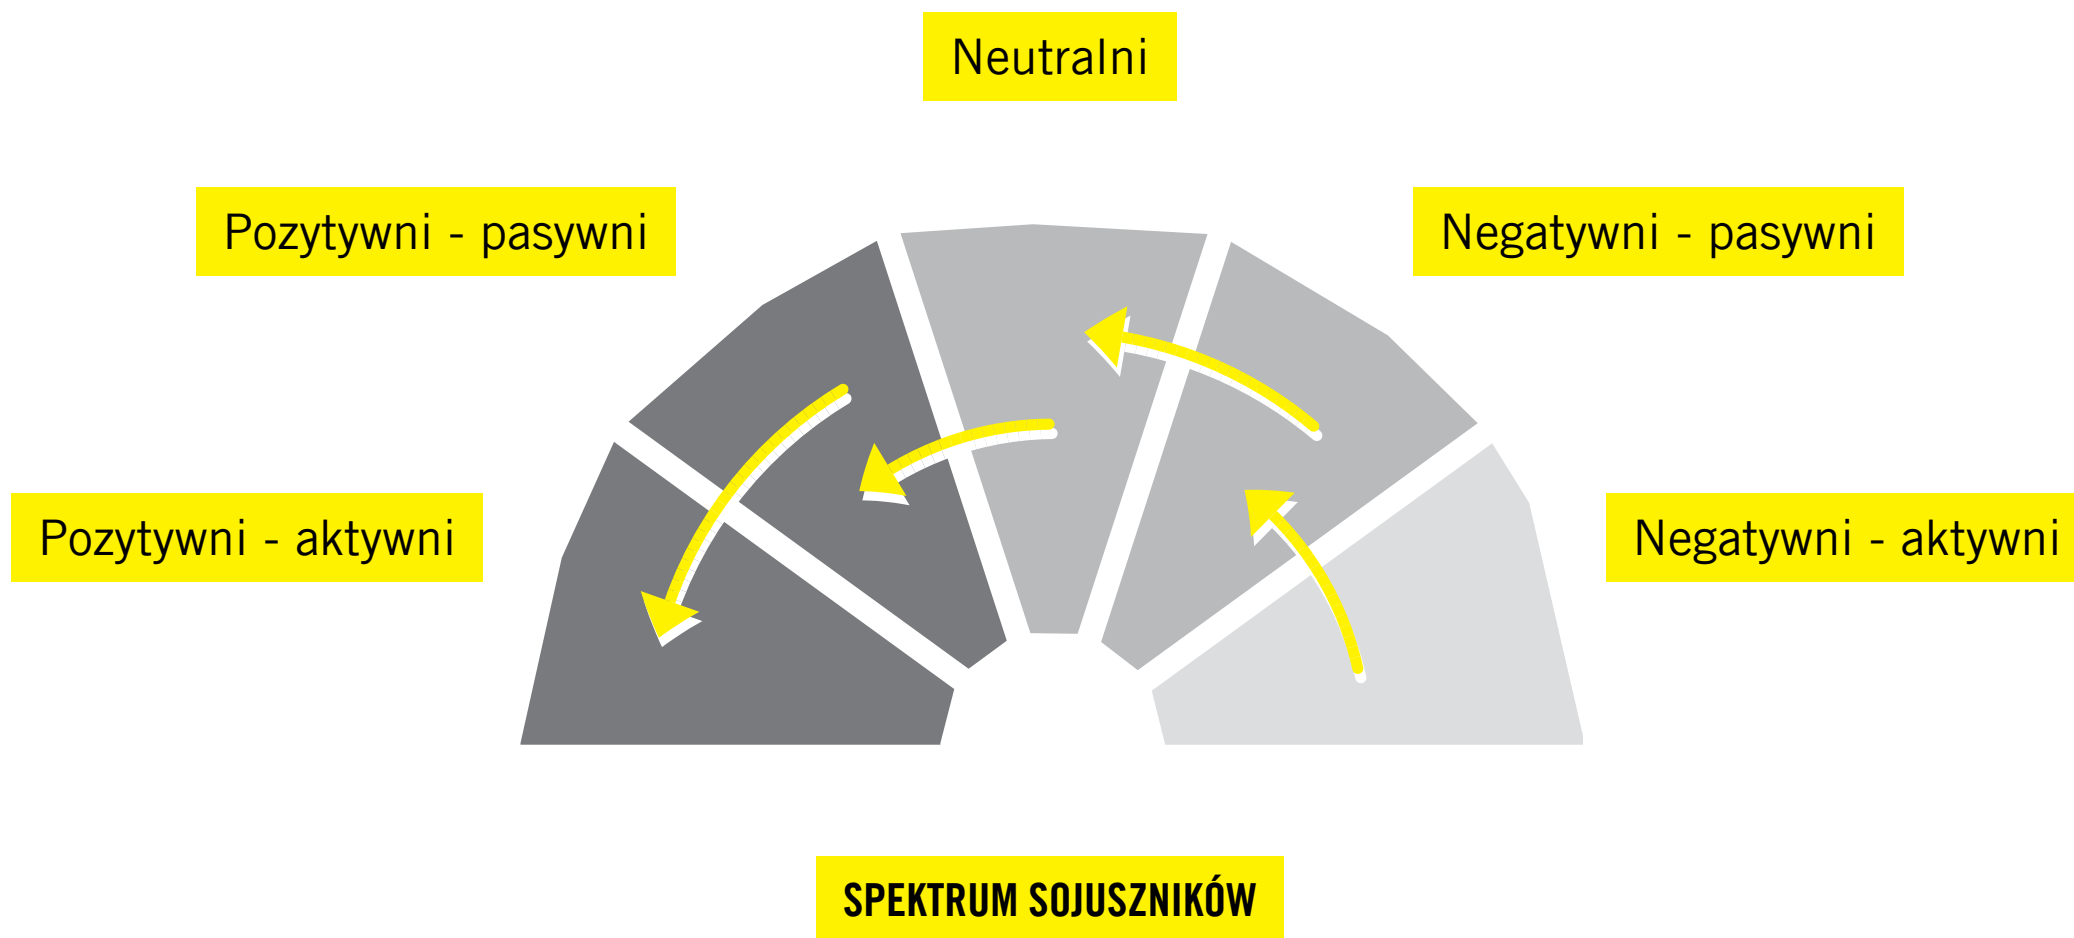 Neutralni
Pozytywni - pasywni
Negatywni - pasywni
Pozytywni - aktywni
Negatywni - aktywni
SPEKTRUM SOJUSZNIKÓW